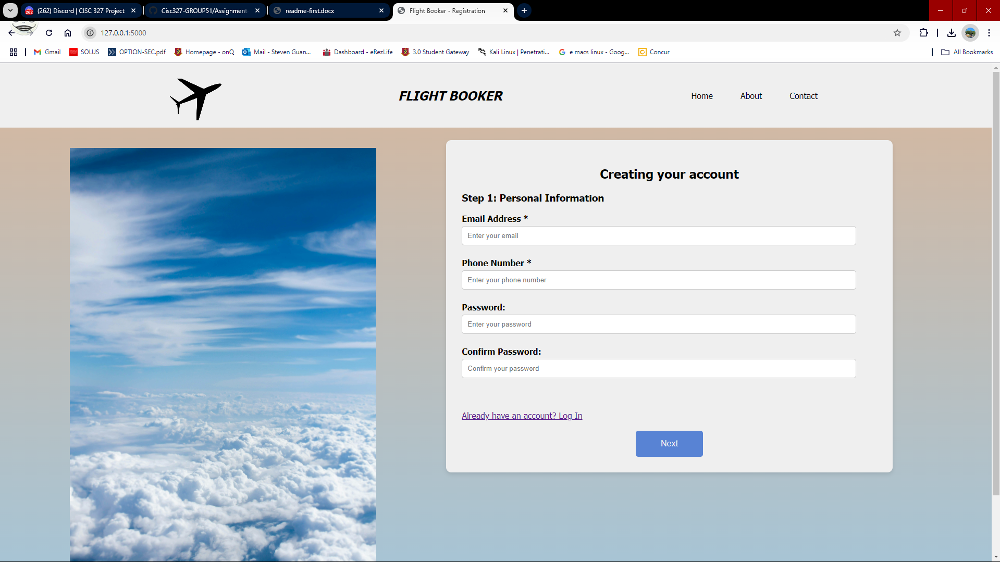 (262) Discord | CISC 327 Project
Cisc327-GROUP51/Assignment
readme-first.docx
Flight Booker - Registration
127.0.0.1:5000
Gmail
SOLUS
OPTION-SEC.pdf
Homepage - onQ
Mail - Steven Guan...
Dashboard - eRezLife
3.0 Student Gateway
Kali Linux | Penetrati...
e macs linux - Goog...
Concur
All Bookmarks
FLIGHT BOOKER
Home
About
Contact
Creating your account
Step 1: Personal Information
Email Address *
Enter your email
Phone Number *
Enter your phone number
Password:
Enter your password
Confirm Password:
Confirm your password
Already have an account? Log In
Next